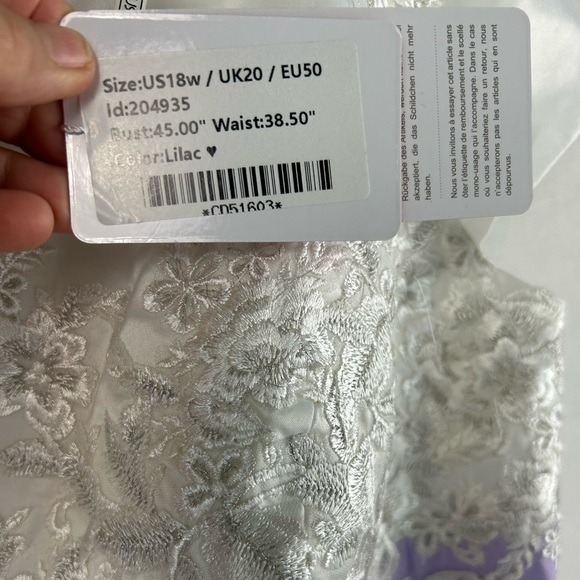 Size:US18w / UK20 / EU50
Id:204935
Bust:45.00" Waist:38.50"
Color:Lilac ♥
*CD51603*
akzeptiert, die das Schildchen nicht mehr
haben.
Nous vous invitons à essayer cet article sans
ôter l'étiquette de remboursement et le scellé
mono-usage qui l'accompagne. Dans le cas
où vous souhaiteriez faire un retour, nous
n'accepterons pas les articles qui en sont
dépourvus.